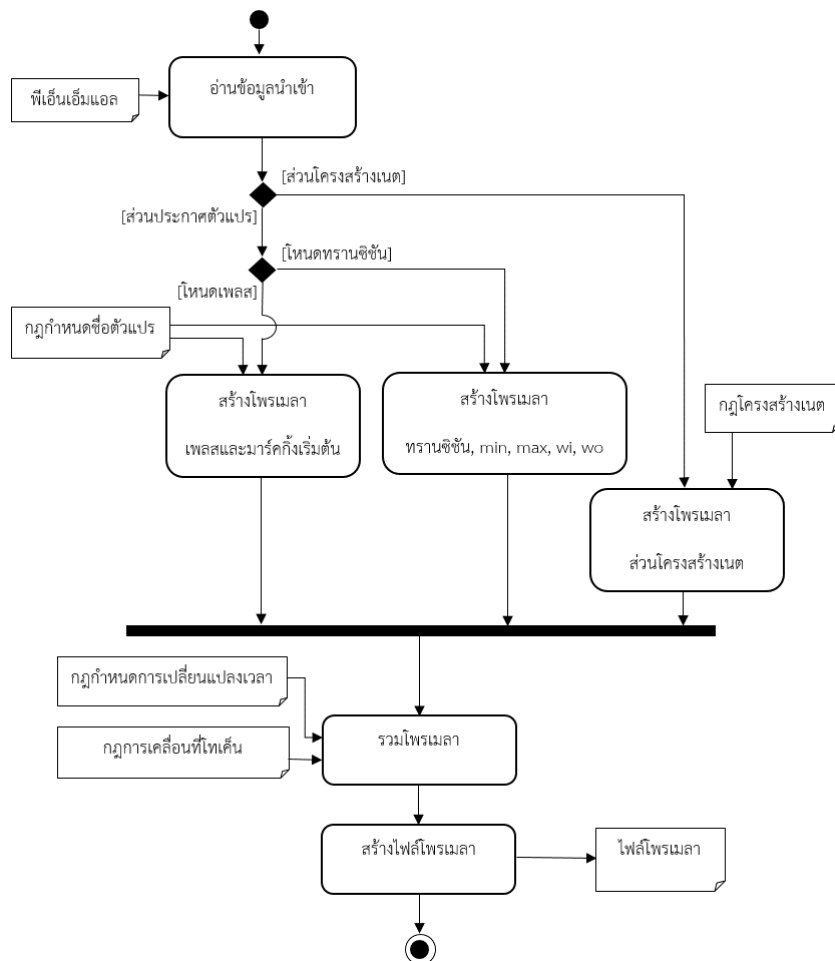 อ่านข้อมูลนำเข้า
พีเอ็นเอ็มแอล
[ส่วนโครงสร้างเนต]
[ส่วนประกาศตัวแปร]
[โหนดทรานซิชัน]
[โหนดเพลส]
กฎกำหนดชื่อตัวแปร
สร้างโพรเมลา
เพลสและมาร์คกิ้งเริ่มต้น
สร้างโพรเมลา
ทรานซิชัน, min, max, wi, wo
กฎโครงสร้างเนต
สร้างโพรเมลา
ส่วนโครงสร้างเนต
กฎกำหนดการเปลี่ยนแปลงเวลา
กฎการเคลื่อนที่โทเค็น
รวมโพรเมลา
สร้างไฟล์โพรเมลา
ไฟล์โพรเมลา